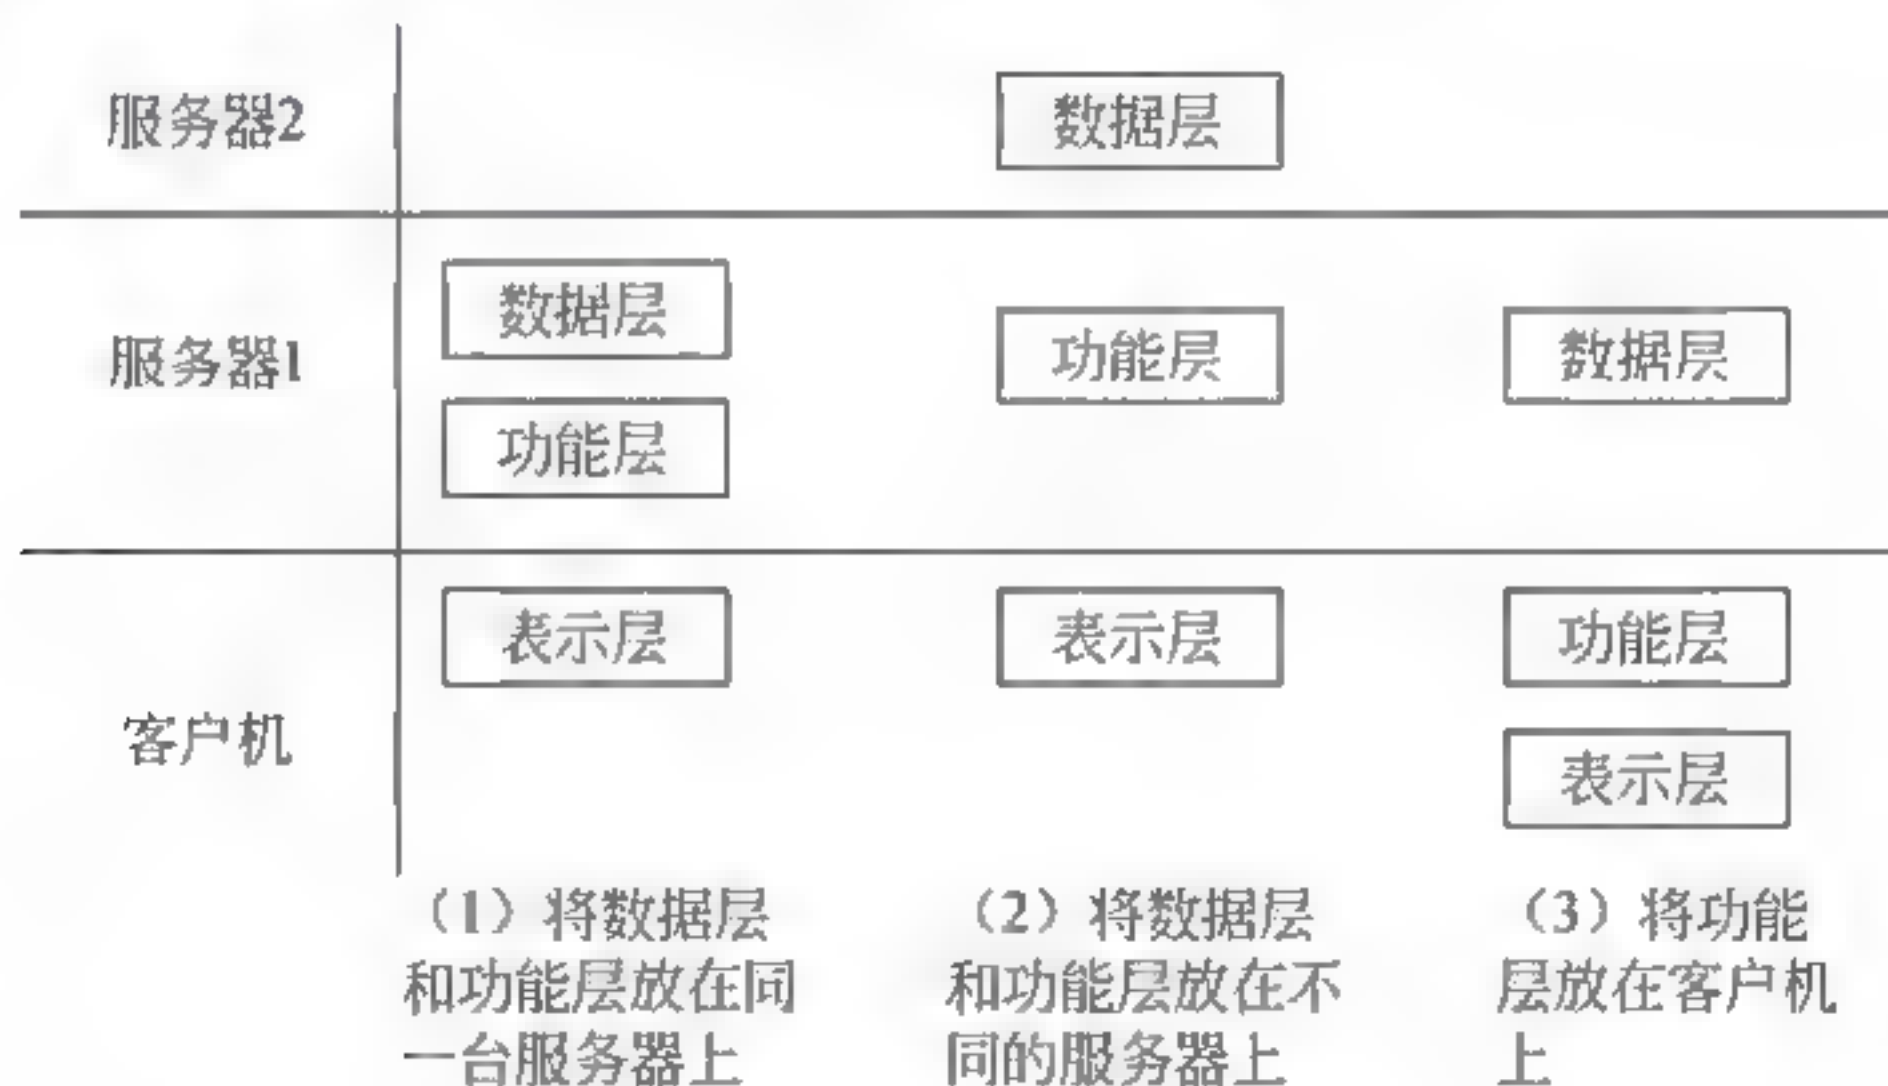 服务器2
数据层
服务器1
数据层
功能层
功能层
数据层
客户机
表示层
表示层
功能层
表示层
（1）将数据层
和功能层放在同
一台服务器上
（2）将数据层
和功能层放在不
同的服务器上
（3）将功能
层放在客户机
上